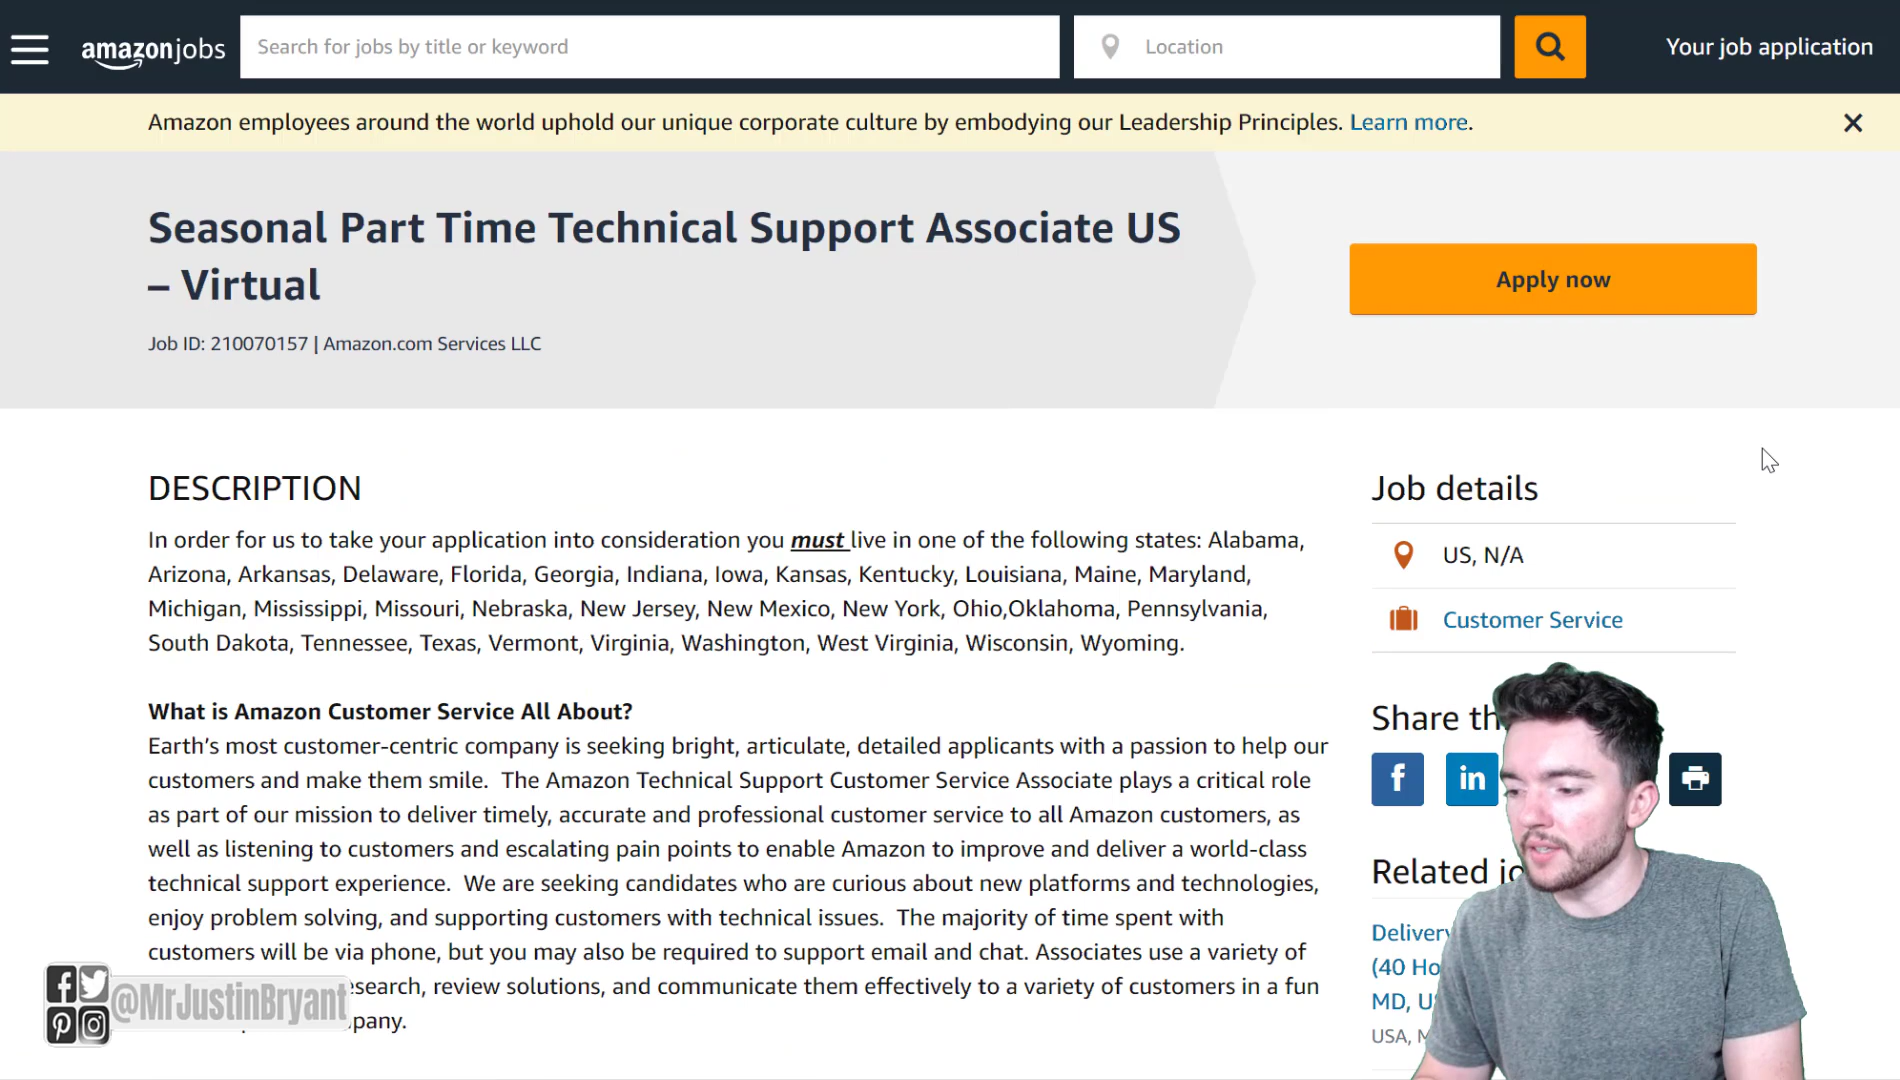 amazonjobs
Search for jobs by title or keyword
Location
Your job application
Amazon employees around the world uphold our unique corporate culture by embodying our Leadership Principles. Learn more.
Seasonal Part Time Technical Support Associate US
– Virtual
Job ID: 210070157 | Amazon.com Services LLC
Apply now
DESCRIPTION
In order for us to take your application into consideration you must live in one of the following states: Alabama,
Arizona, Arkansas, Delaware, Florida, Georgia, Indiana, Iowa, Kansas, Kentucky, Louisiana, Maine, Maryland,
Michigan, Mississippi, Missouri, Nebraska, New Jersey, New Mexico, New York, Ohio,Oklahoma, Pennsylvania,
South Dakota, Tennessee, Texas, Vermont, Virginia, Washington, West Virginia, Wisconsin, Wyoming.
What is Amazon Customer Service All About?
Earth's most customer-centric company is seeking bright, articulate, detailed applicants with a passion to help our
customers and make them smile. The Amazon Technical Support Customer Service Associate plays a critical role
as part of our mission to deliver timely, accurate and professional customer service to all Amazon customers, as
well as listening to customers and escalating pain points to enable Amazon to improve and deliver a world-class
technical support experience. We are seeking candidates who are curious about new platforms and technologies,
enjoy problem solving, and supporting customers with technical issues. The majority of time spent with
customers will be via phone, but you may also be required to support email and chat. Associates use a variety of
esearch, review solutions, and communicate them effectively to a variety of customers in a fun
pany.
@MrJustinBryant
Job details
US, N/A
Customer Service
Share th
f
in
Related jo
Delivery
(40 Ho
MD, US
USA, M